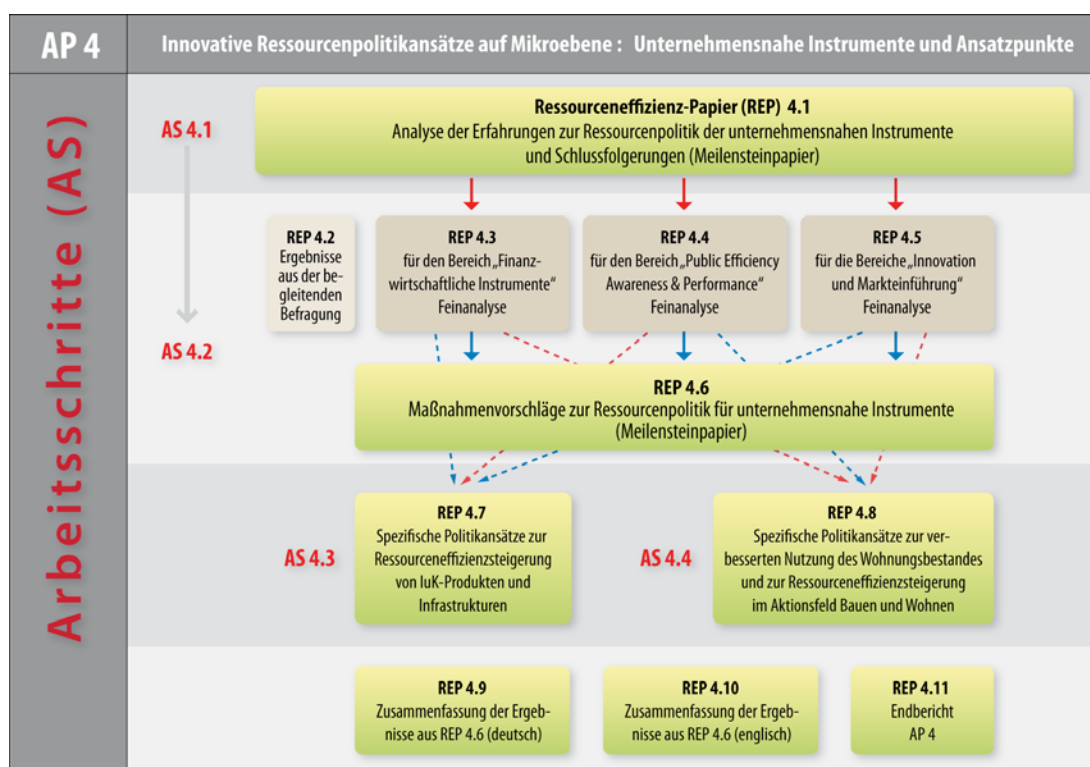 AP 4
Innovative Ressourcenpolitikansätze auf Mikroebene : Unternehmensnahe Instrumente und Ansatzpunkte
Arbeitsschritte (AS)
AS 4.1
Ressourceneffizienz-Papier (REP) 4.1
Analyse der Erfahrungen zur Ressourcenpolitik der unternehmensnahen Instrumente
und Schlussfolgerungen (Meilensteinpapier)
REP 4.2
Ergebnisse
aus der be-
gleitenden
Befragung
REP 4.3
für den Bereich „Finanz-
wirtschaftliche Instrumente“
Feinanalyse
REP 4.4
für den Bereich „Public Efficiency
Awareness & Performance“
Feinanalyse
REP 4.5
für die Bereiche „Innovation
und Markteinführung“
Feinanalyse
AS 4.2
REP 4.6
Maßnahmenvorschläge zur Ressourcenpolitik für unternehmensnahe Instrumente
(Meilensteinpapier)
AS 4.3
REP 4.7
Spezifische Politikansätze zur
Ressourceneffizienzsteigerung
von IuK-Produkten und
Infrastrukturen
AS 4.4
REP 4.8
Spezifische Politikansätze zur ver-
besserten Nutzung des Wohnungsbestandes
und zur Ressourceneffizienzsteigerung
im Aktionsfeld Bauen und Wohnen
REP 4.9
Zusammenfassung der Ergeb-
nisse aus REP 4.6 (deutsch)
REP 4.10
Zusammenfassung der Ergeb-
nisse aus REP 4.6 (englisch)
REP 4.11
Endbericht
AP 4